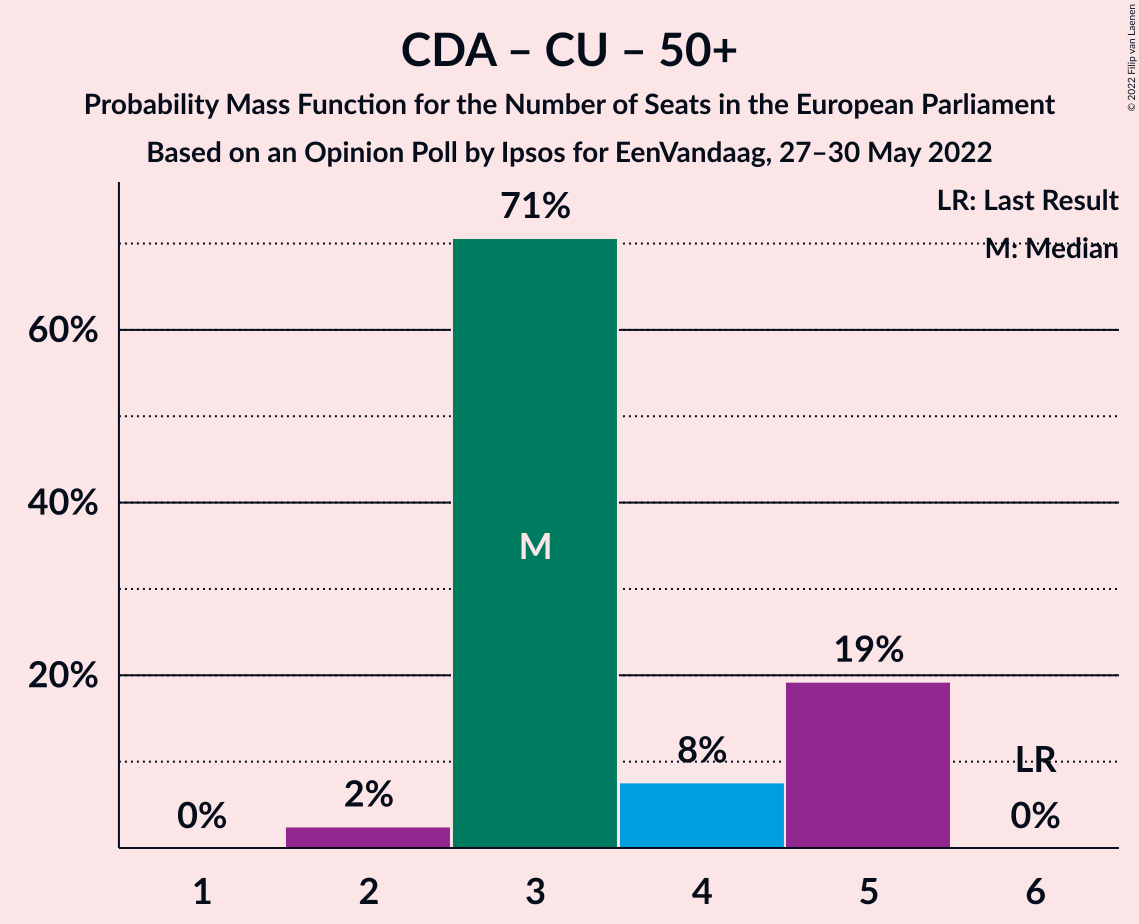 CDA – CU – 50+
Probability Mass Function for the Number of Seats in the European Parliament
Based on an Opinion Poll by Ipsos for EenVandaag, 27–30 May 2022
© 2022 Filip van Laenen
LR: Last Result
M: Median
71%
60%
40%
20%
M
19%
8%
2%
0%
LR
0%
1 2 3 4 5 6